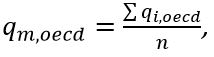 q_{m,oecd} = \frac{\sum q_{i,oecd}}{n},